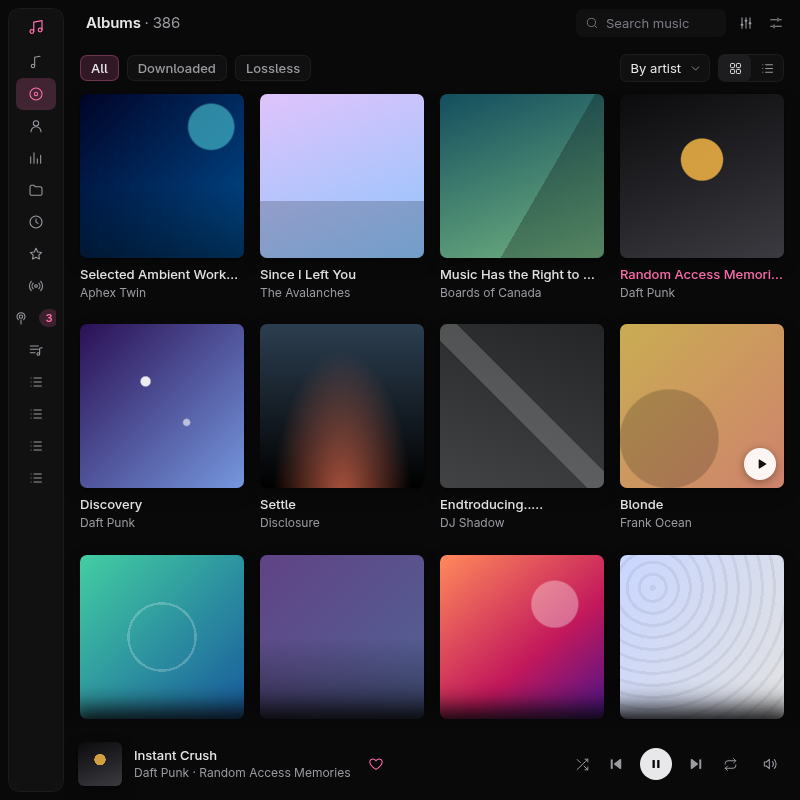 Albums · 386
Search music
All
Downloaded
Lossless
By artist
Selected Ambient Work...
Aphex Twin
Since I Left You
The Avalanches
Music Has the Right to ...
Boards of Canada
Random Access Memori...
Daft Punk
3
Discovery
Daft Punk
Settle
Disclosure
Endtroducing.....
DJ Shadow
Blonde
Frank Ocean
Instant Crush
Daft Punk · Random Access Memories